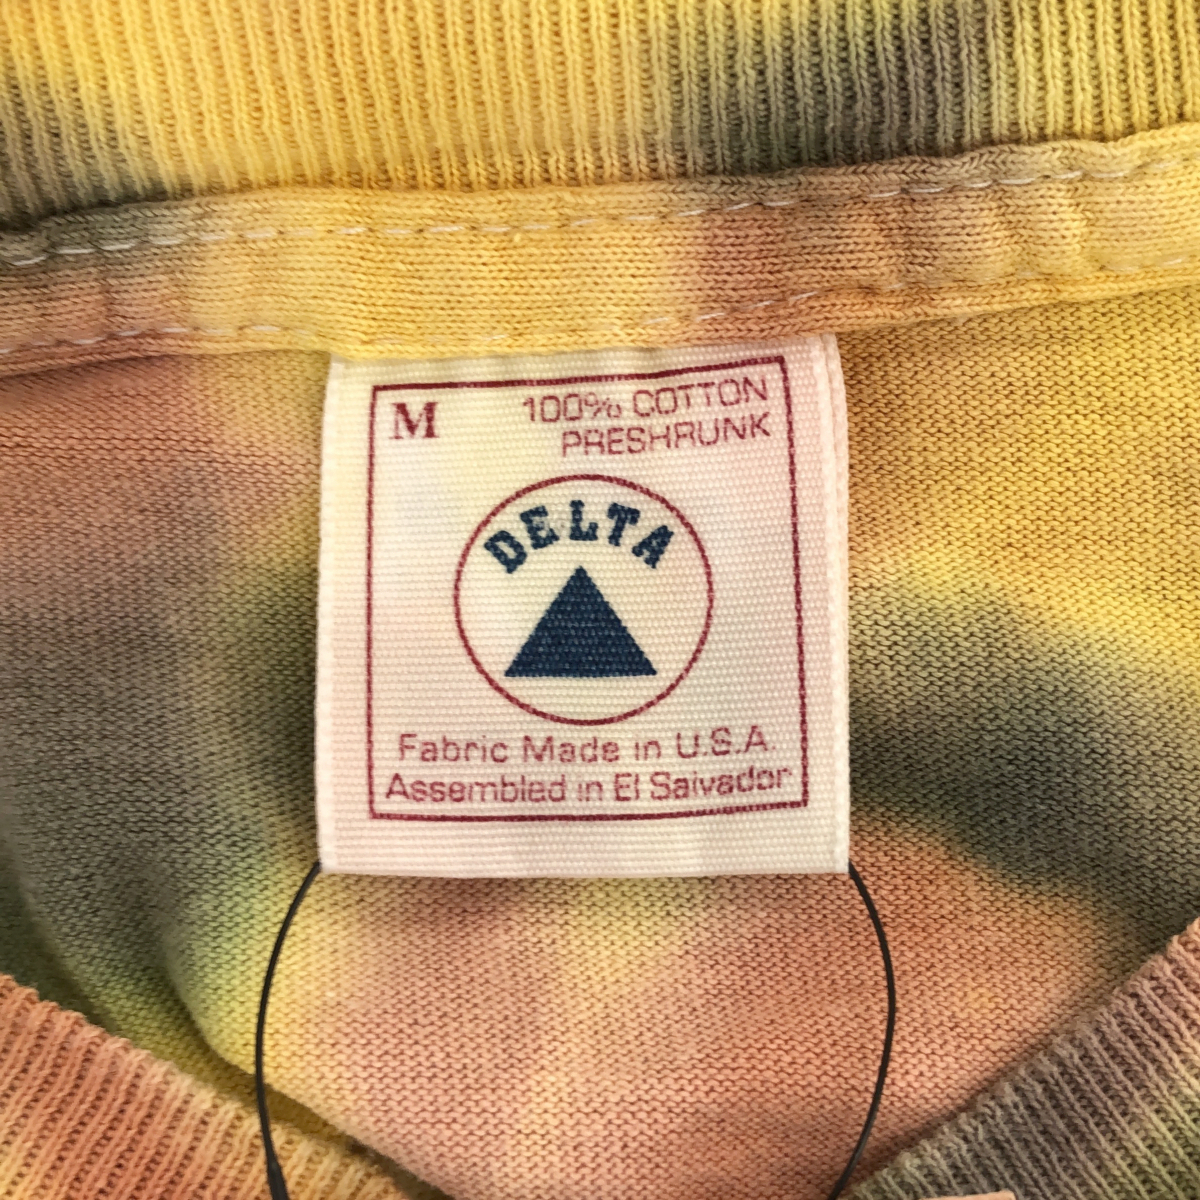 M
100% COTTON
PRESHRUNK
DELTA
Fabric Made in U.S.A.
Assembled in El Salvador